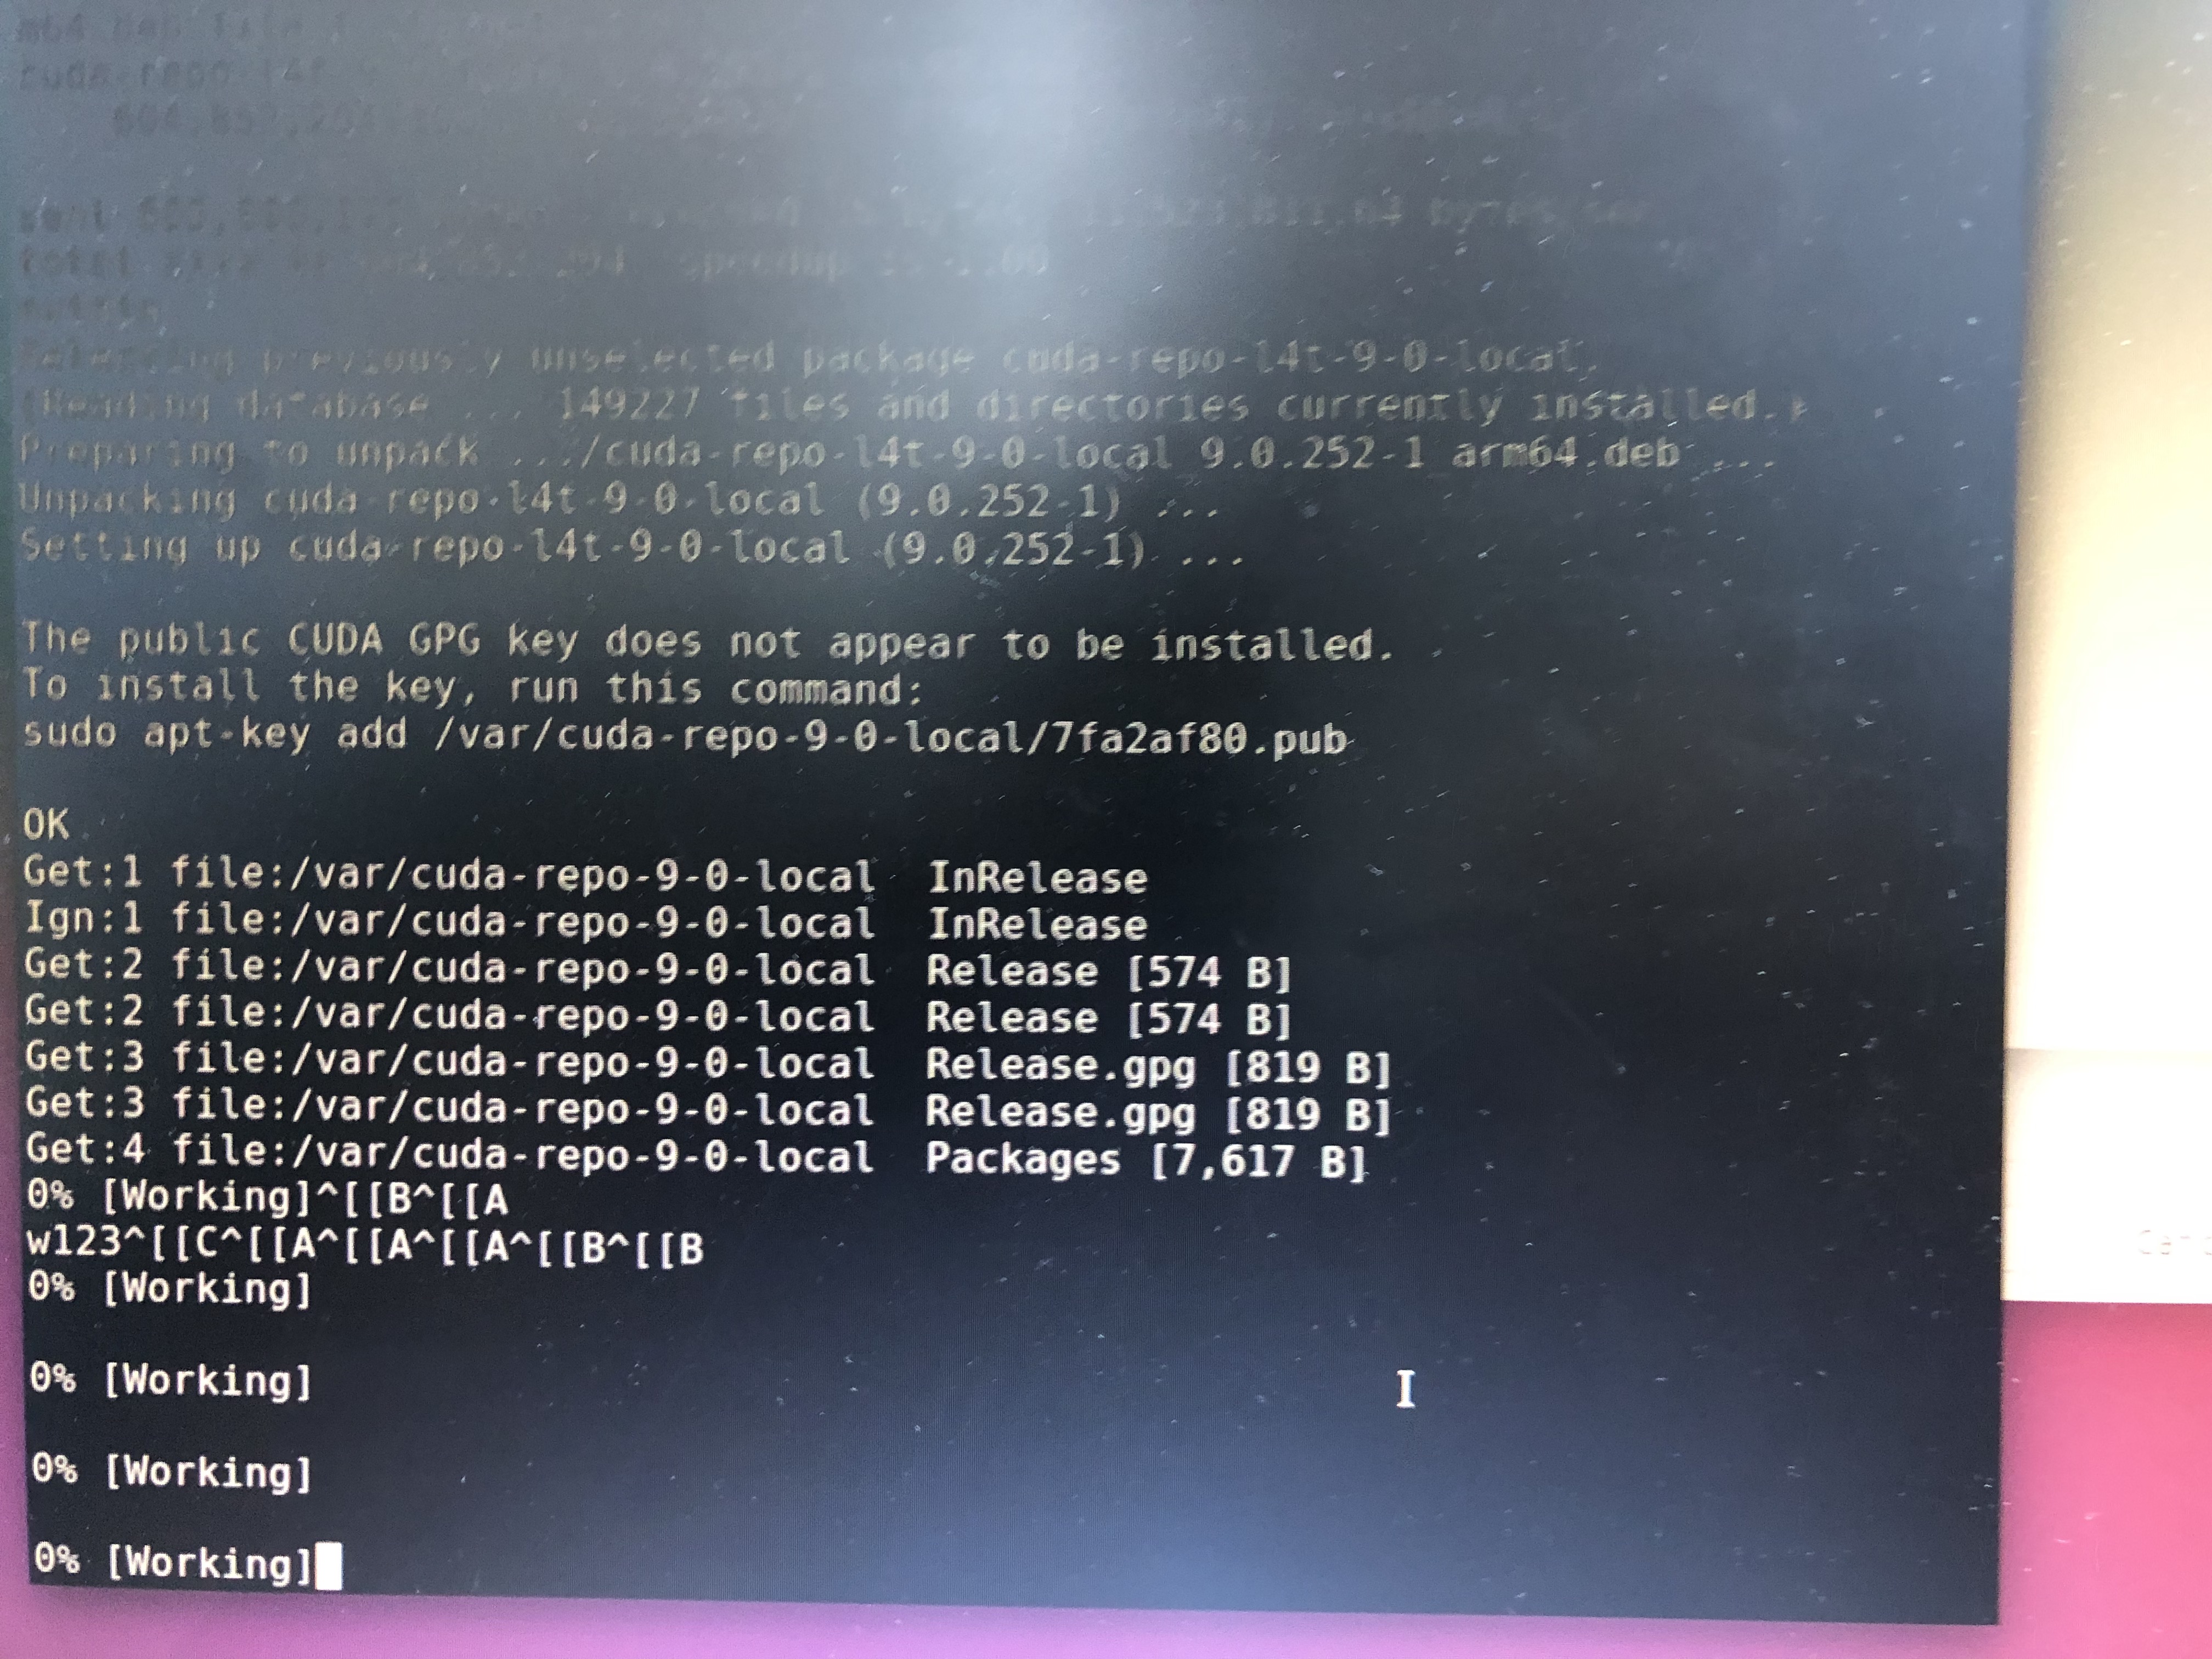 cuda-repo-l4t
total speedup is 1.00
Selecting previously unselected package cuda-repo-l4t-9-0-local.
(Reading database ... 149227 files and directories currently installed.)
Preparing to unpack .../cuda-repo-l4t-9-0-local_9.0.252-1_arm64.deb ...
Unpacking cuda-repo-l4t-9-0-local (9.0.252-1) ...
Setting up cuda-repo-l4t-9-0-local (9.0.252-1) ...
The public CUDA GPG key does not appear to be installed.
To install the key, run this command:
sudo apt-key add /var/cuda-repo-9-0-local/7fa2af80.pub
OK
Get:1 file:/var/cuda-repo-9-0-local  InRelease
Ign:1 file:/var/cuda-repo-9-0-local  InRelease
Get:2 file:/var/cuda-repo-9-0-local  Release [574 B]
Get:2 file:/var/cuda-repo-9-0-local  Release [574 B]
Get:3 file:/var/cuda-repo-9-0-local  Release.gpg [819 B]
Get:3 file:/var/cuda-repo-9-0-local  Release.gpg [819 B]
Get:4 file:/var/cuda-repo-9-0-local  Packages [7,617 B]
0% [Working]^[[B^[[A
w123^[[C^[[A^[[A^[[A^[[B^[[B
0% [Working]
0% [Working]
0% [Working]
0% [Working]